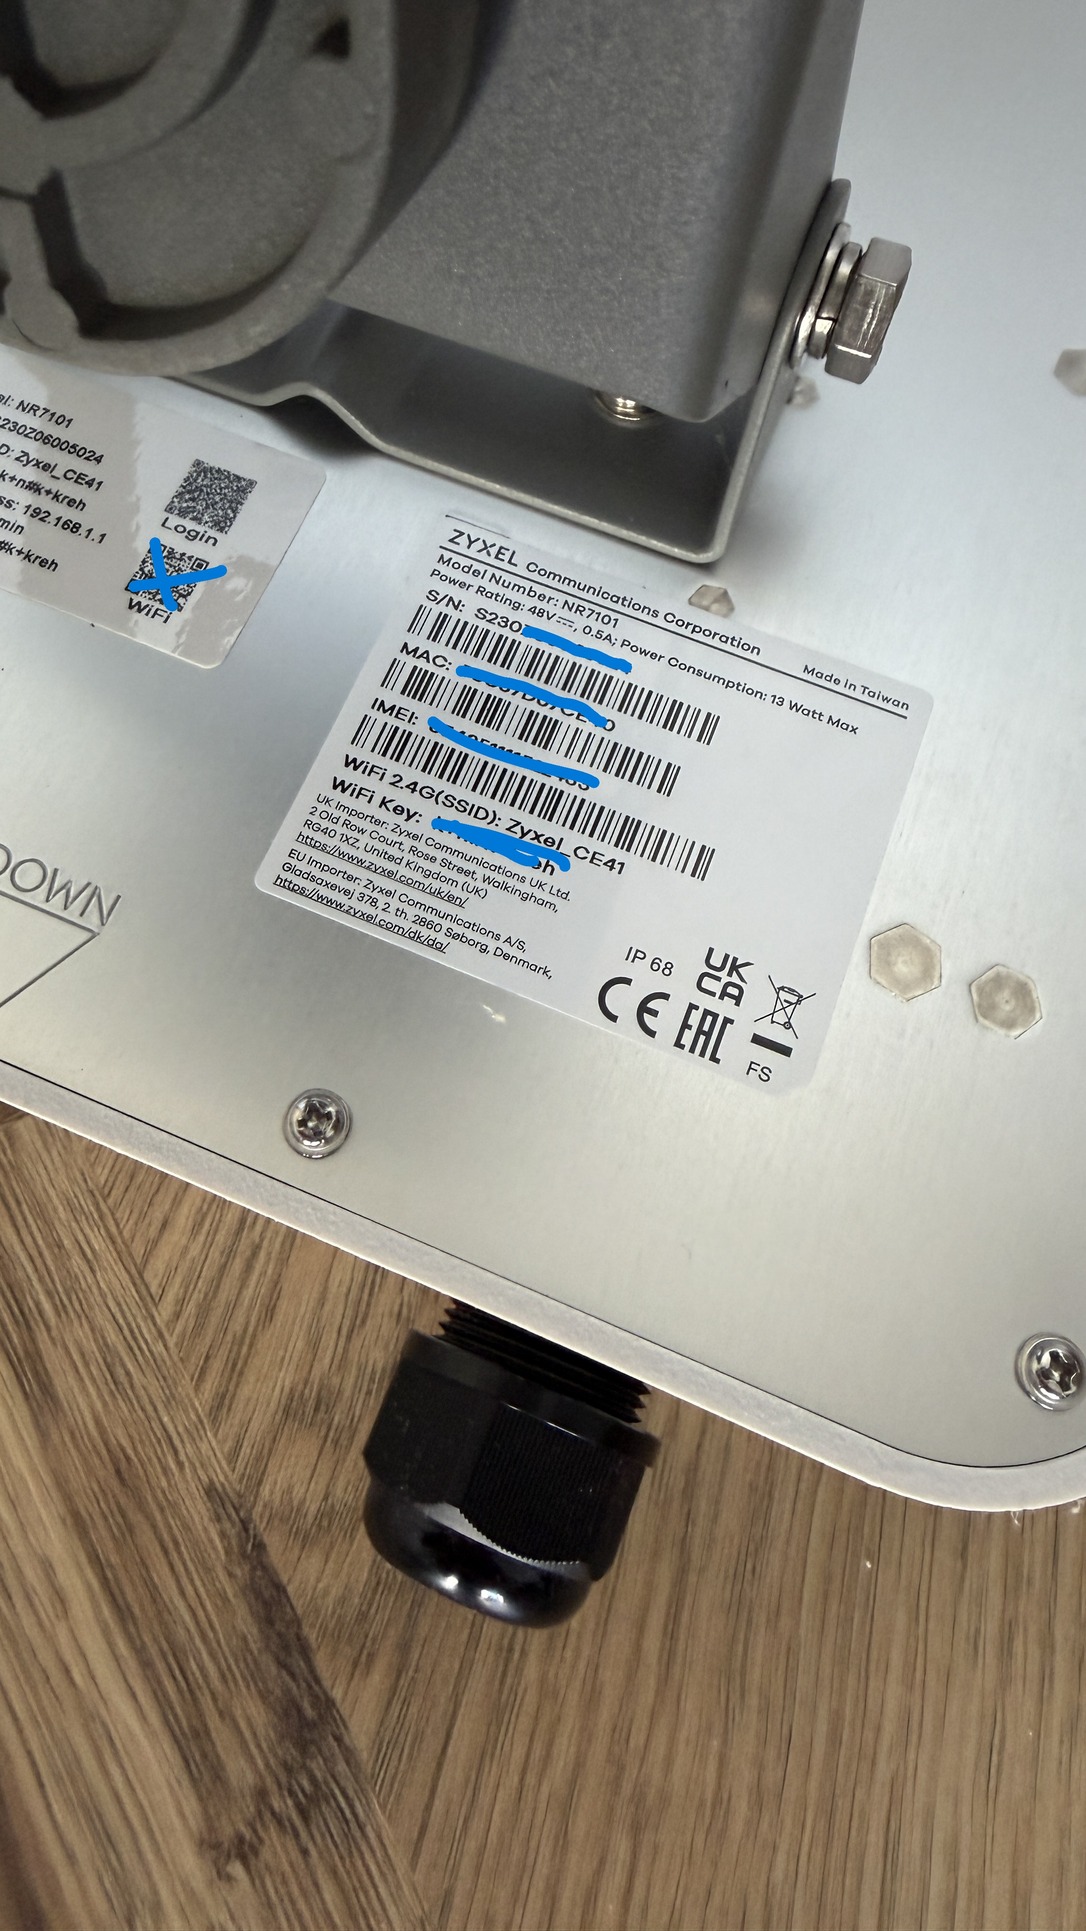 el: NR7101
230Z06005024
D: Zyxel_CE41
k+n#k+kreh
ss: 192.168.1.1
min
#k+kreh
Login
WiFi
ZYXEL Communications Corporation
Model Number: NR7101 Made in Taiwan
Power Rating: 48V⎓, 0.5A; Power Consumption: 13 Watt Max
S/N: S230
MAC:
IMEI:
WiFi 2.4G(SSID): Zyxel_CE41
WiFi Key:
UK Importer: Zyxel Communications UK Ltd.
2 Old Row Court, Rose Street, Walkingham,
RG40 1XZ, United Kingdom (UK)
https://www.zyxel.com/uk/en/
EU Importer: Zyxel Communications A/S,
Gladsaxevej 378, 2. th. 2860 Søborg, Denmark,
https://www.zyxel.com/dk/da/
IP 68
UK
CA
CE EAC
FS
DOWN